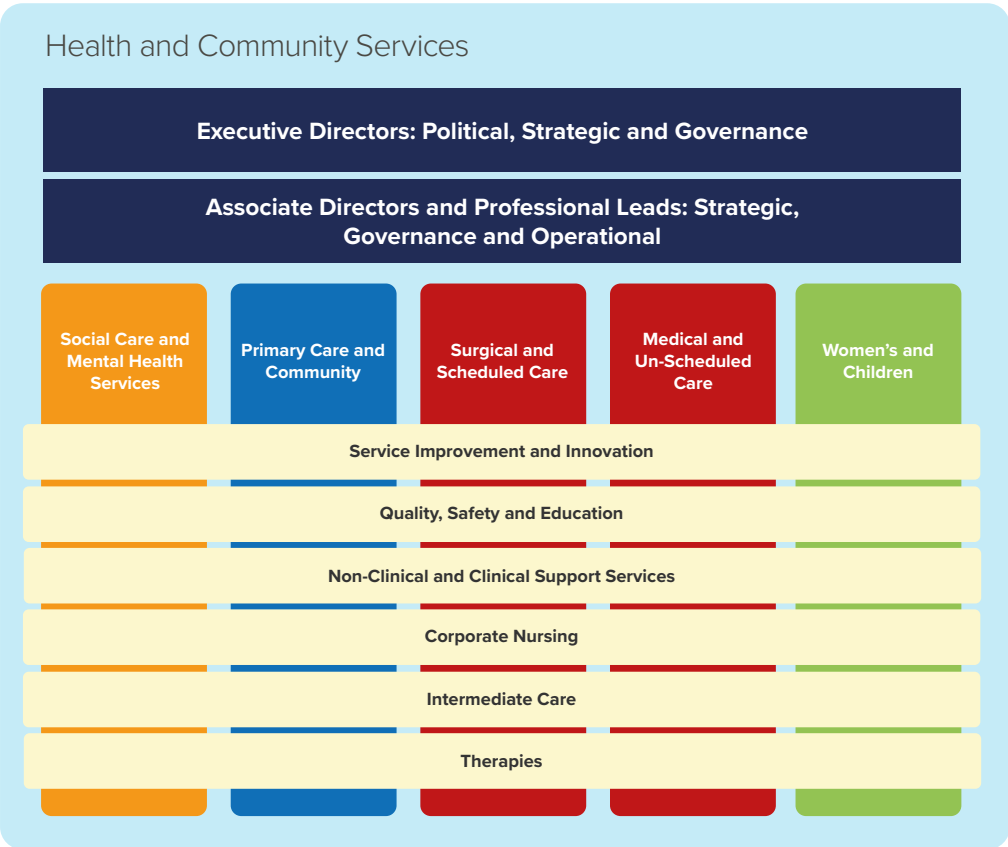 Health and Community Services
Executive Directors: Political, Strategic and Governance
Associate Directors and Professional Leads: Strategic,
Governance and Operational
Social Care and
Mental Health
Services
Primary Care and
Community
Surgical and
Scheduled Care
Medical and
Un-Scheduled
Care
Women’s and
Children
Service Improvement and Innovation
Quality, Safety and Education
Non-Clinical and Clinical Support Services
Corporate Nursing
Intermediate Care
Therapies